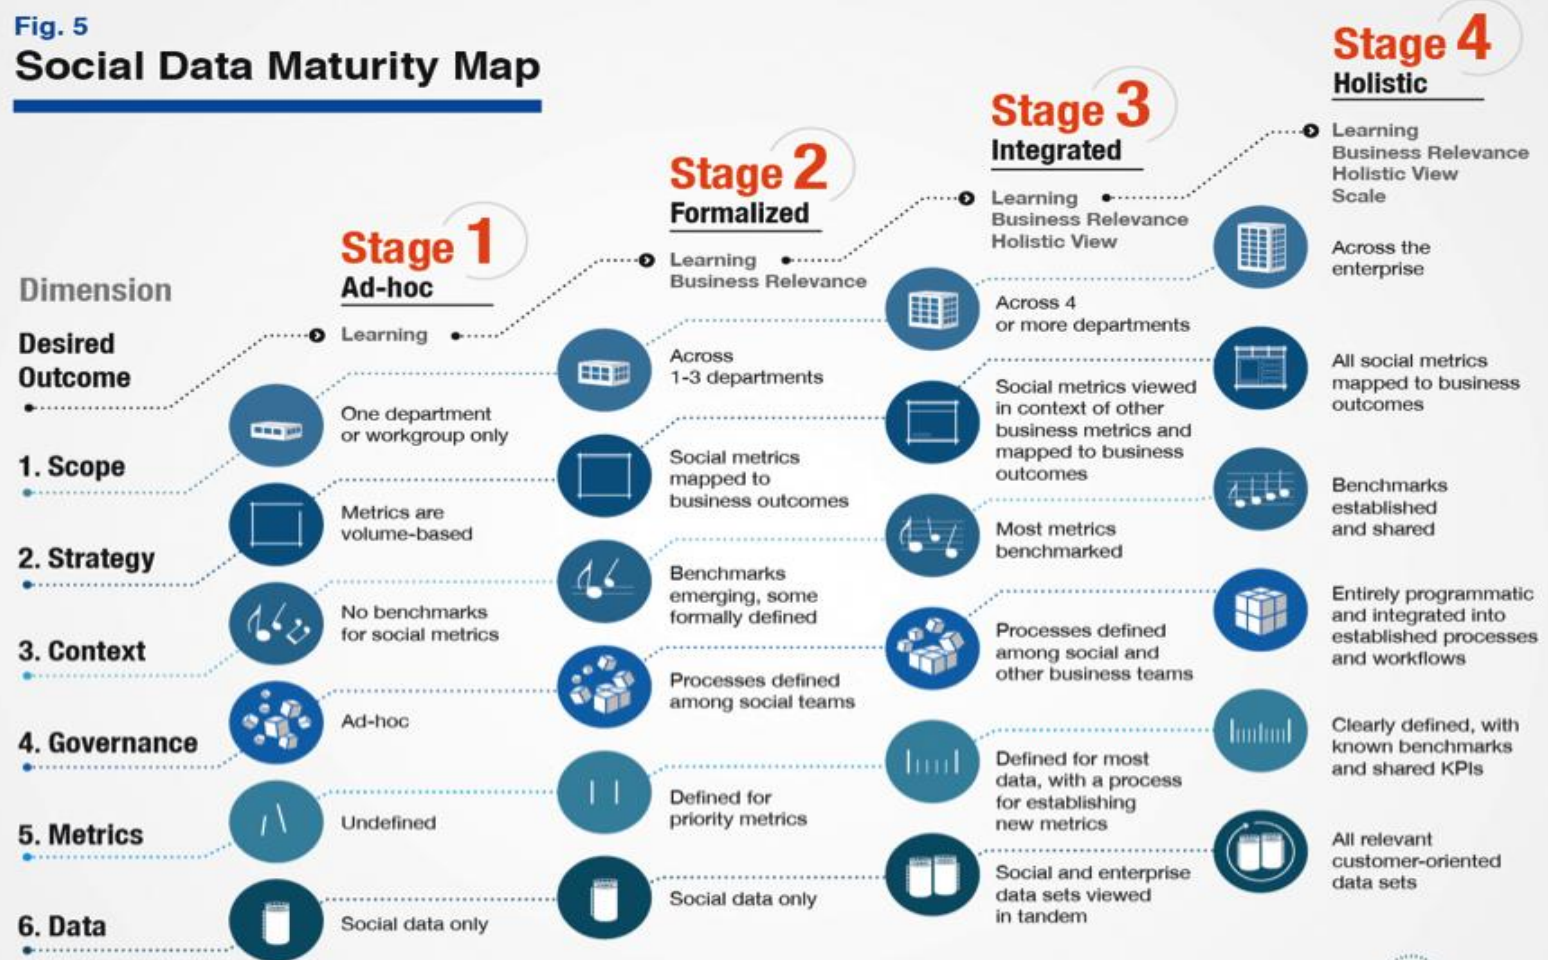 Fig. 5
Social Data Maturity Map
Dimension
Desired
Outcome
1. Scope
2. Strategy
3. Context
4. Governance
5. Metrics
6. Data
Stage 1
Ad-hoc
Learning
One department
or workgroup only
Metrics are
volume-based
No benchmarks
for social metrics
Ad-hoc
Undefined
Social data only
Stage 2
Formalized
Learning
Business Relevance
Across
1-3 departments
Social metrics
mapped to
business outcomes
Benchmarks
emerging, some
formally defined
Processes defined
among social teams
Defined for
priority metrics
Social data only
Stage 3
Integrated
Learning
Business Relevance
Holistic View
Across 4
or more departments
Social metrics viewed
in context of other
business metrics and
mapped to business
outcomes
Most metrics
benchmarked
Processes defined
among social and
other business teams
Defined for most
data, with a process
for establishing
new metrics
Social and enterprise
data sets viewed
in tandem
Stage 4
Holistic
Learning
Business Relevance
Holistic View
Scale
Across the
enterprise
All social metrics
mapped to business
outcomes
Benchmarks
established
and shared
Entirely programmatic
and integrated into
established processes
and workflows
Clearly defined, with
known benchmarks
and shared KPIs
All relevant
customer-oriented
data sets